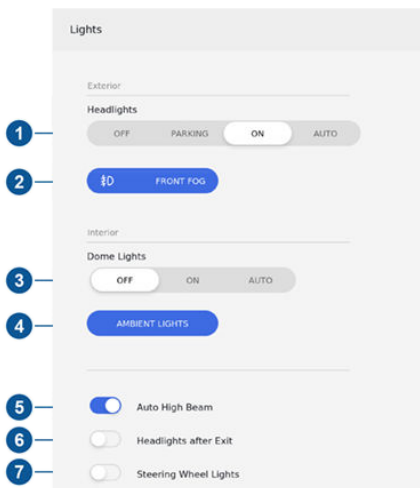 Lights
Exterior
Headlights
1 OFF PARKING ON AUTO
2 FRONT FOG
Interior
Dome Lights
3 OFF ON AUTO
4 AMBIENT LIGHTS
5 Auto High Beam
6 Headlights after Exit
7 Steering Wheel Lights